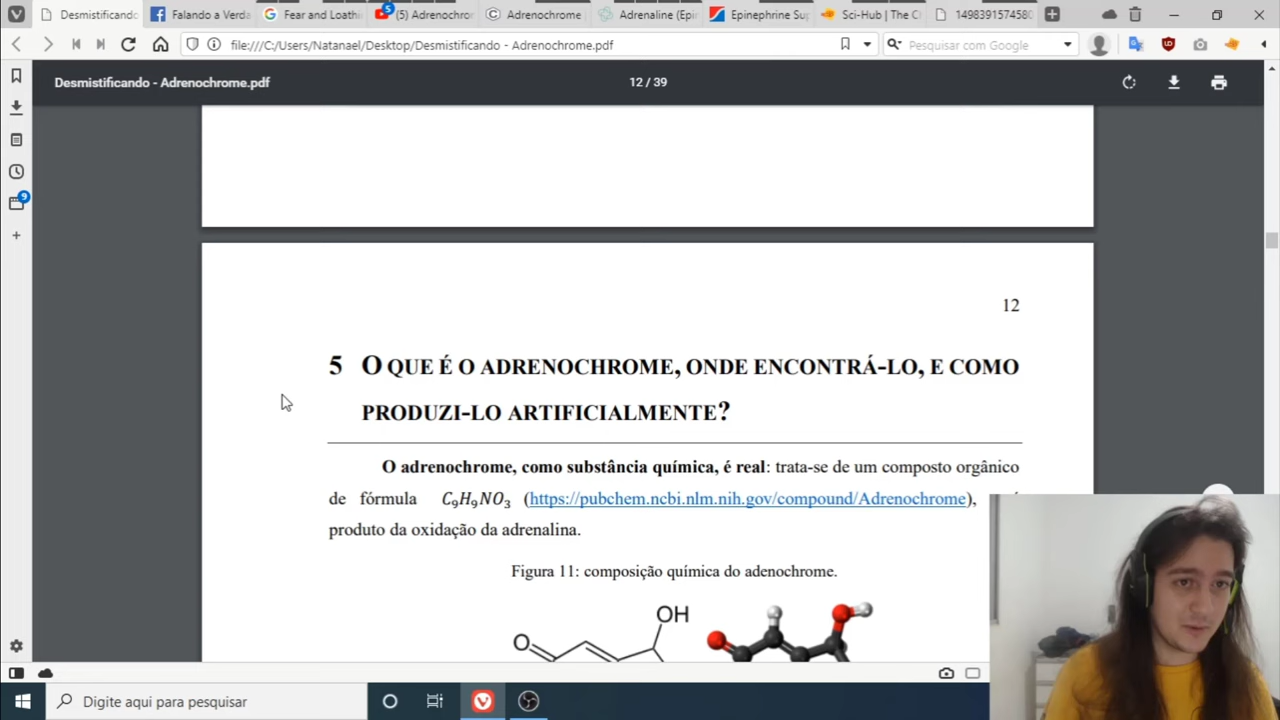 Desmistificando
Falando a Verda
Fear and Loathi
(5) Adrenochror
Adrenochrome
Adrenaline (Epi
Epinephrine Sup
Sci-Hub | The Ci
1498391574580
file:///C:/Users/Natanael/Desktop/Desmistificando - Adrenochrome.pdf
Pesquisar com Google
Desmistificando - Adrenochrome.pdf
12 / 39
9
12
5 O QUE É O ADRENOCHROME, ONDE ENCONTRÁ-LO, E COMO
PRODUZI-LO ARTIFICIALMENTE?
O adrenochrome, como substância química, é real: trata-se de um composto orgânico
de fórmula C₉H₉NO₃ (https://pubchem.ncbi.nlm.nih.gov/compound/Adrenochrome),
produto da oxidação da adrenalina.
Figura 11: composição química do adenochrome.
OH
O
Digite aqui para pesquisar